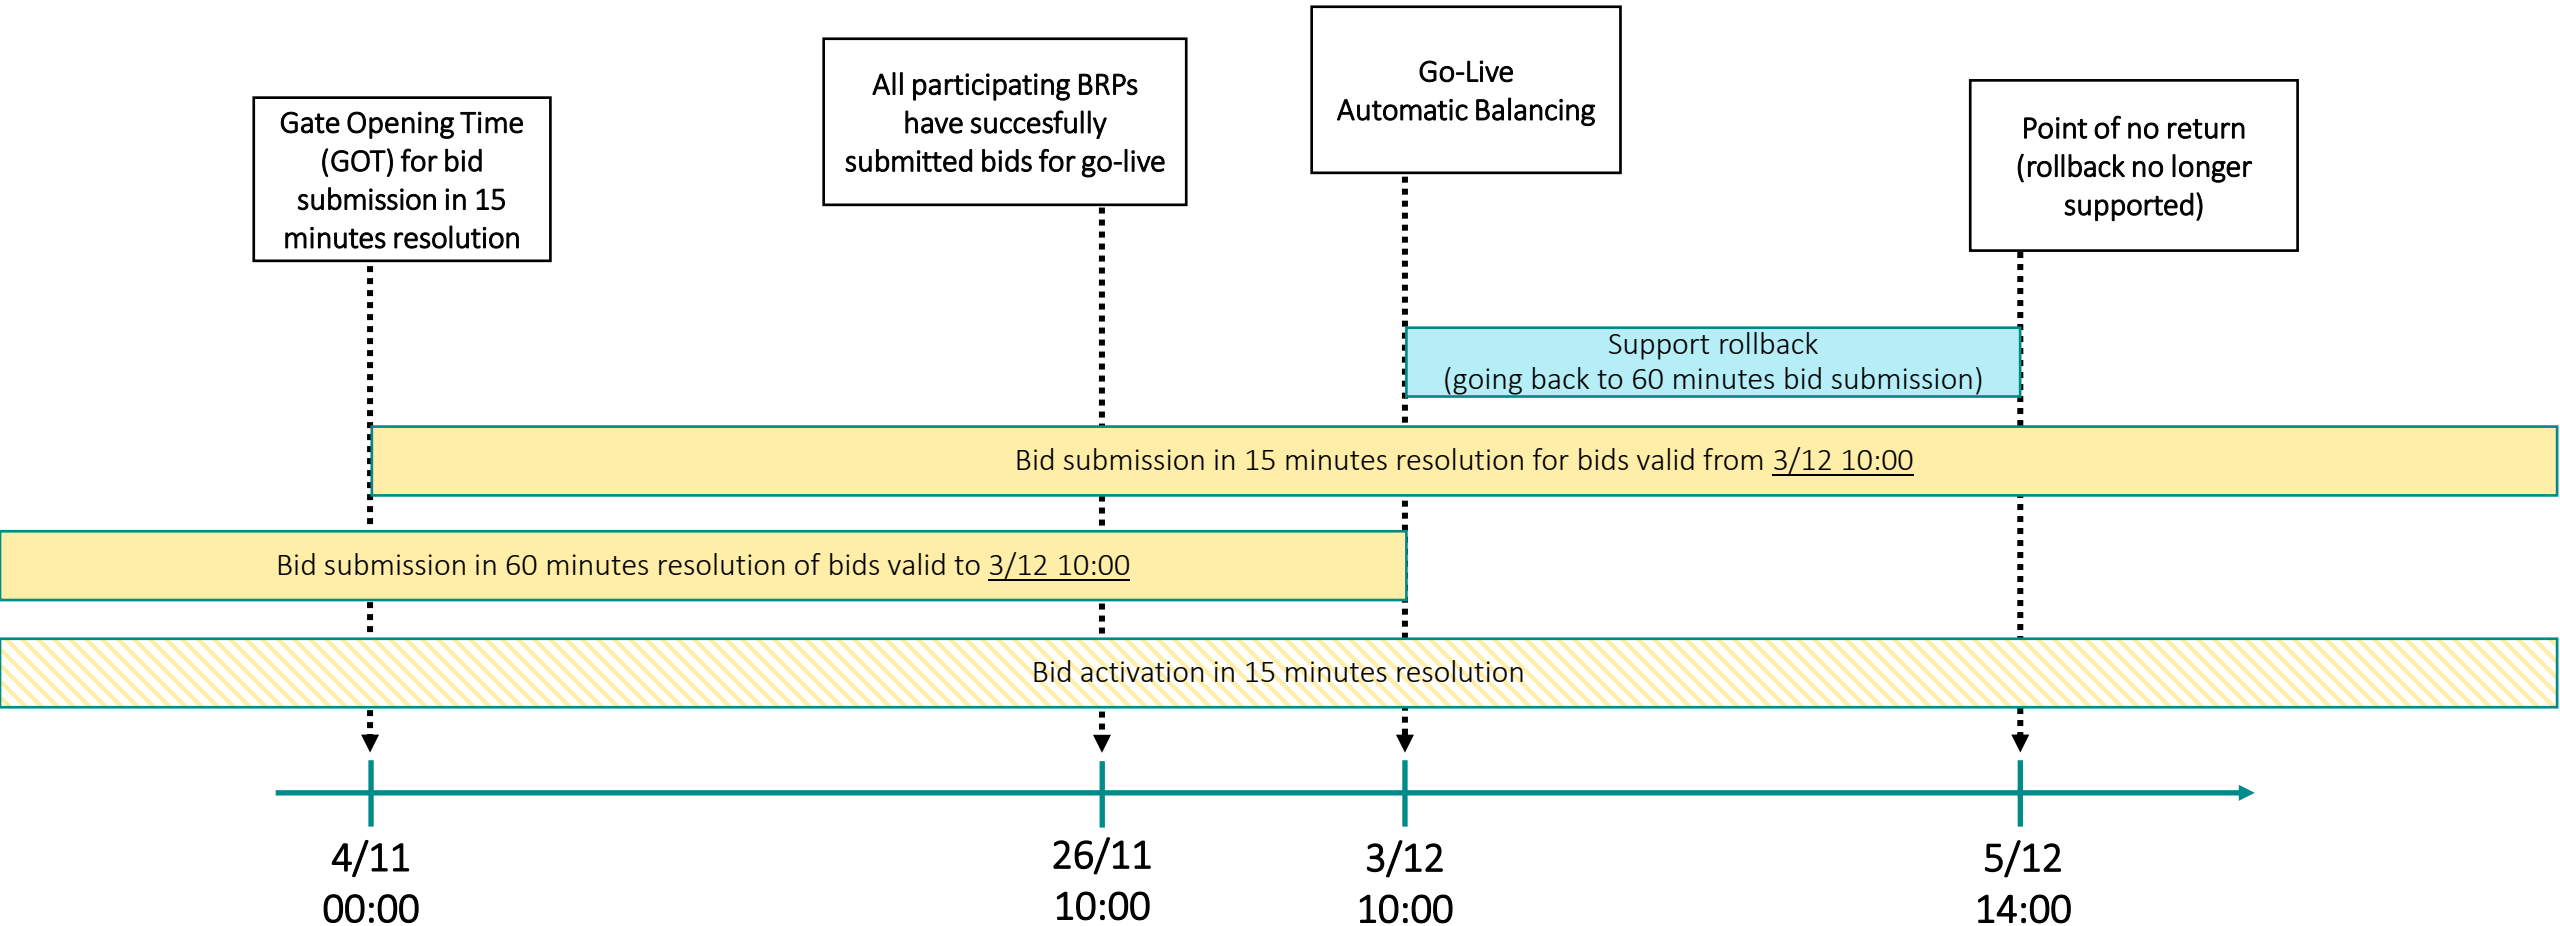 Gate Opening Time
(GOT) for bid
submission in 15
minutes resolution
All participating BRPs
have succesfully
submitted bids for go-live
Go-Live
Automatic Balancing
Point of no return
(rollback no longer
supported)
Support rollback
(going back to 60 minutes bid submission)
Bid submission in 15 minutes resolution for bids valid from 3/12 10:00
Bid submission in 60 minutes resolution of bids valid to 3/12 10:00
Bid activation in 15 minutes resolution
4/11
00:00
26/11
10:00
3/12
10:00
5/12
14:00